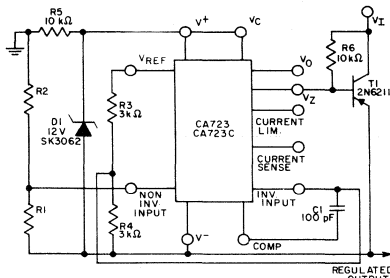 R5
10 kΩ
V+
VC
VI
R6
10kΩ
VREF
VO
T1
2N6211
R2
R3
3kΩ
VZ
D1
12V
SK3062
CA723
CA723C
CURRENT
LIM.
CURRENT
SENSE
NON
INV.
INPUT
INV.
INPUT
R1
R4
3kΩ
C1
100 pF
V−
COMP
REGULATED